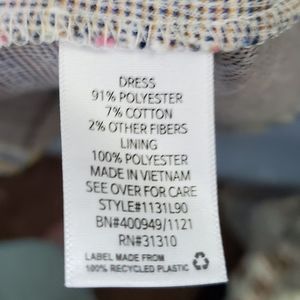 DRESS
91% POLYESTER
7% COTTON
2% OTHER FIBERS
LINING
100% POLYESTER
MADE IN VIETNAM
SEE OVER FOR CARE
STYLE#1131L90
BN#400949/1121
RN#31310
LABEL MADE FROM
100% RECYCLED PLASTIC